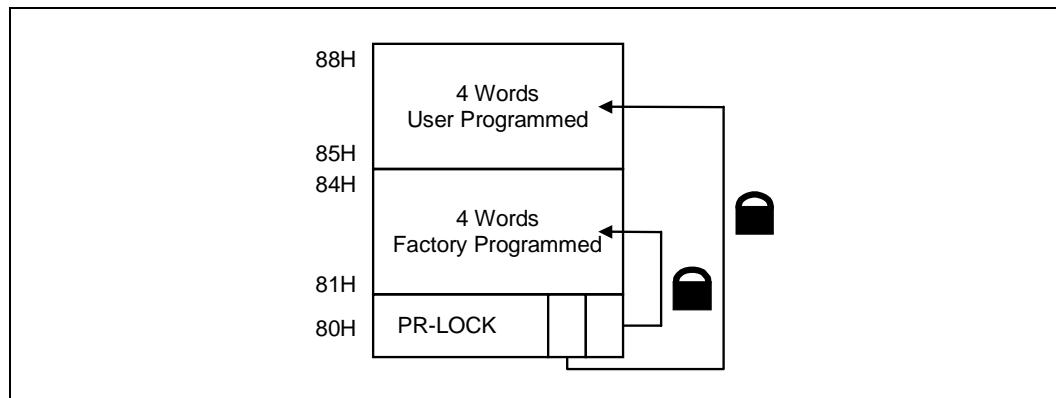 88H
4 Words
User Programmed
85H
84H
4 Words
Factory Programmed
81H
80H
PR-LOCK